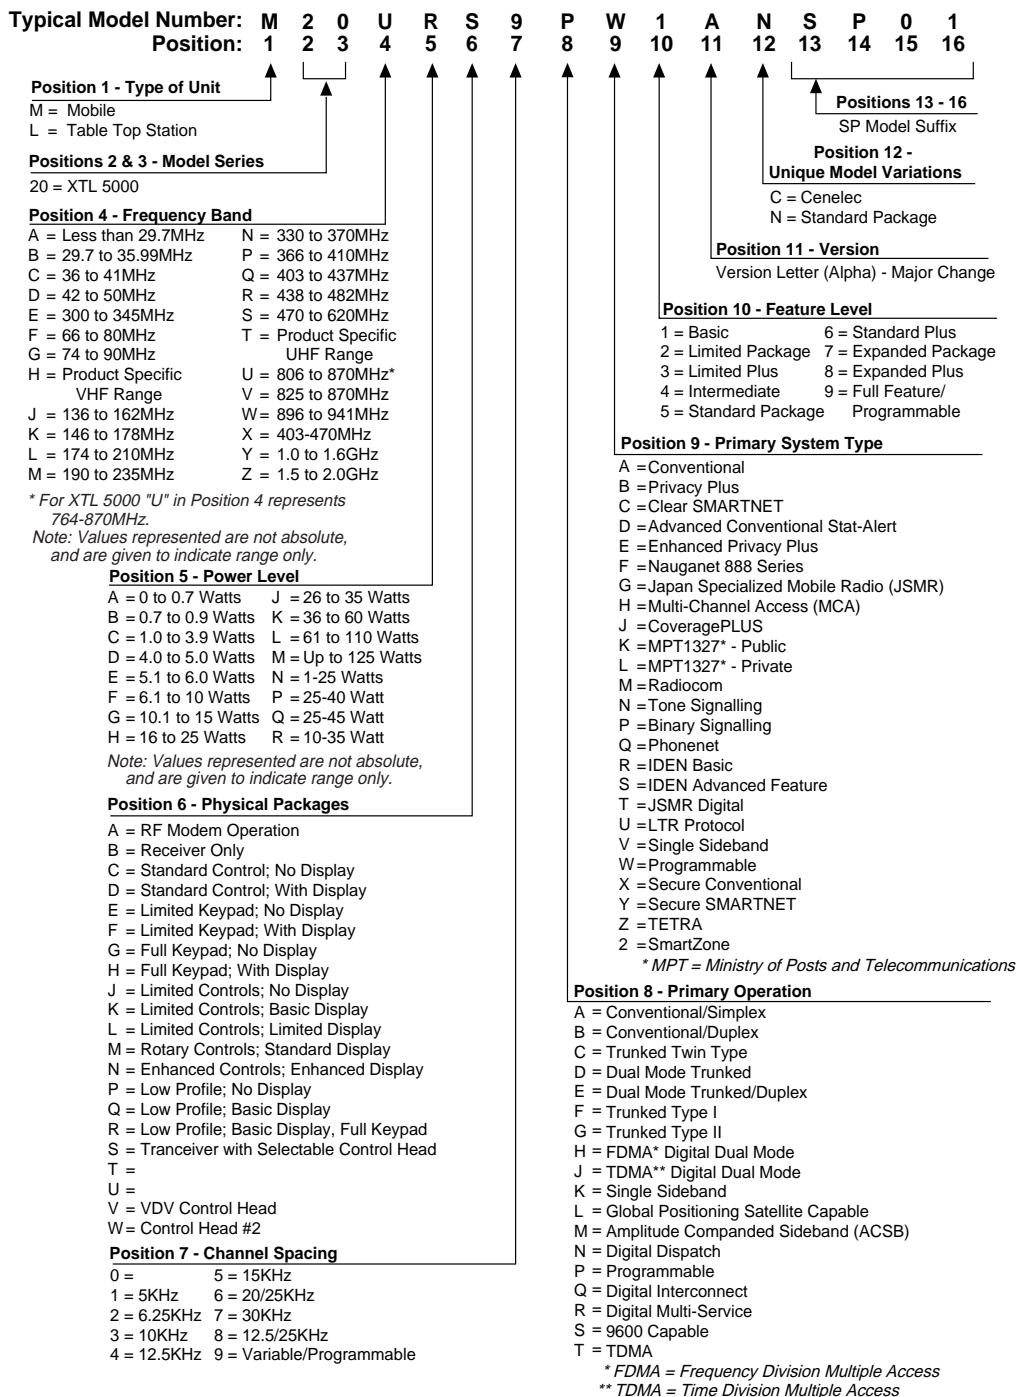 Typical Model Number: M 2 0 U R S 9 P W 1 A N S P 0 1
Position: 1 2 3 4 5 6 7 8 9 10 11 12 13 14 15 16
Position 1 - Type of Unit
M = Mobile
L = Table Top Station
Positions 2 & 3 - Model Series
20 = XTL 5000
Position 4 - Frequency Band
A = Less than 29.7MHz
B = 29.7 to 35.99MHz
C = 36 to 41MHz
D = 42 to 50MHz
E = 300 to 345MHz
F = 66 to 80MHz
G = 74 to 90MHz
H = Product Specific
VHF Range
J = 136 to 162MHz
K = 146 to 178MHz
L = 174 to 210MHz
M = 190 to 235MHz
N = 330 to 370MHz
P = 366 to 410MHz
Q = 403 to 437MHz
R = 438 to 482MHz
S = 470 to 620MHz
T = Product Specific
UHF Range
U = 806 to 870MHz*
V = 825 to 870MHz
W = 896 to 941MHz
X = 403-470MHz
Y = 1.0 to 1.6GHz
Z = 1.5 to 2.0GHz
* For XTL 5000 "U" in Position 4 represents
764-870MHz.
Note: Values represented are not absolute,
and are given to indicate range only.
Position 5 - Power Level
A = 0 to 0.7 Watts
B = 0.7 to 0.9 Watts
C = 1.0 to 3.9 Watts
D = 4.0 to 5.0 Watts
E = 5.1 to 6.0 Watts
F = 6.1 to 10 Watts
G = 10.1 to 15 Watts
H = 16 to 25 Watts
J = 26 to 35 Watts
K = 36 to 60 Watts
L = 61 to 110 Watts
M = Up to 125 Watts
N = 1-25 Watts
P = 25-40 Watt
Q = 25-45 Watt
R = 10-35 Watt
Note: Values represented are not absolute,
and are given to indicate range only.
Position 6 - Physical Packages
A = RF Modem Operation
B = Receiver Only
C = Standard Control; No Display
D = Standard Control; With Display
E = Limited Keypad; No Display
F = Limited Keypad; With Display
G = Full Keypad; No Display
H = Full Keypad; With Display
J = Limited Controls; No Display
K = Limited Controls; Basic Display
L = Limited Controls; Limited Display
M = Rotary Controls; Standard Display
N = Enhanced Controls; Enhanced Display
P = Low Profile; No Display
Q = Low Profile; Basic Display
R = Low Profile; Basic Display, Full Keypad
S = Tranceiver with Selectable Control Head
T =
U =
V = VDV Control Head
W = Control Head #2
Position 7 - Channel Spacing
0 =
1 = 5KHz
2 = 6.25KHz
3 = 10KHz
4 = 12.5KHz
5 = 15KHz
6 = 20/25KHz
7 = 30KHz
8 = 12.5/25KHz
9 = Variable/Programmable
Positions 13 - 16
SP Model Suffix
Position 12 -
Unique Model Variations
C = Cenelec
N = Standard Package
Position 11 - Version
Version Letter (Alpha) - Major Change
Position 10 - Feature Level
1 = Basic
2 = Limited Package
3 = Limited Plus
4 = Intermediate
5 = Standard Package
6 = Standard Plus
7 = Expanded Package
8 = Expanded Plus
9 = Full Feature/
Programmable
Position 9 - Primary System Type
A = Conventional
B = Privacy Plus
C = Clear SMARTNET
D = Advanced Conventional Stat-Alert
E = Enhanced Privacy Plus
F = Nauganet 888 Series
G = Japan Specialized Mobile Radio (JSMR)
H = Multi-Channel Access (MCA)
J = CoveragePLUS
K = MPT1327* - Public
L = MPT1327* - Private
M = Radiocom
N = Tone Signalling
P = Binary Signalling
Q = Phonenet
R = IDEN Basic
S = IDEN Advanced Feature
T = JSMR Digital
U = LTR Protocol
V = Single Sideband
W = Programmable
X = Secure Conventional
Y = Secure SMARTNET
Z = TETRA
2 = SmartZone
* MPT = Ministry of Posts and Telecommunications
Position 8 - Primary Operation
A = Conventional/Simplex
B = Conventional/Duplex
C = Trunked Twin Type
D = Dual Mode Trunked
E = Dual Mode Trunked/Duplex
F = Trunked Type I
G = Trunked Type II
H = FDMA* Digital Dual Mode
J = TDMA** Digital Dual Mode
K = Single Sideband
L = Global Positioning Satellite Capable
M = Amplitude Companded Sideband (ACSB)
N = Digital Dispatch
P = Programmable
Q = Digital Interconnect
R = Digital Multi-Service
S = 9600 Capable
T = TDMA
* FDMA = Frequency Division Multiple Access
** TDMA = Time Division Multiple Access